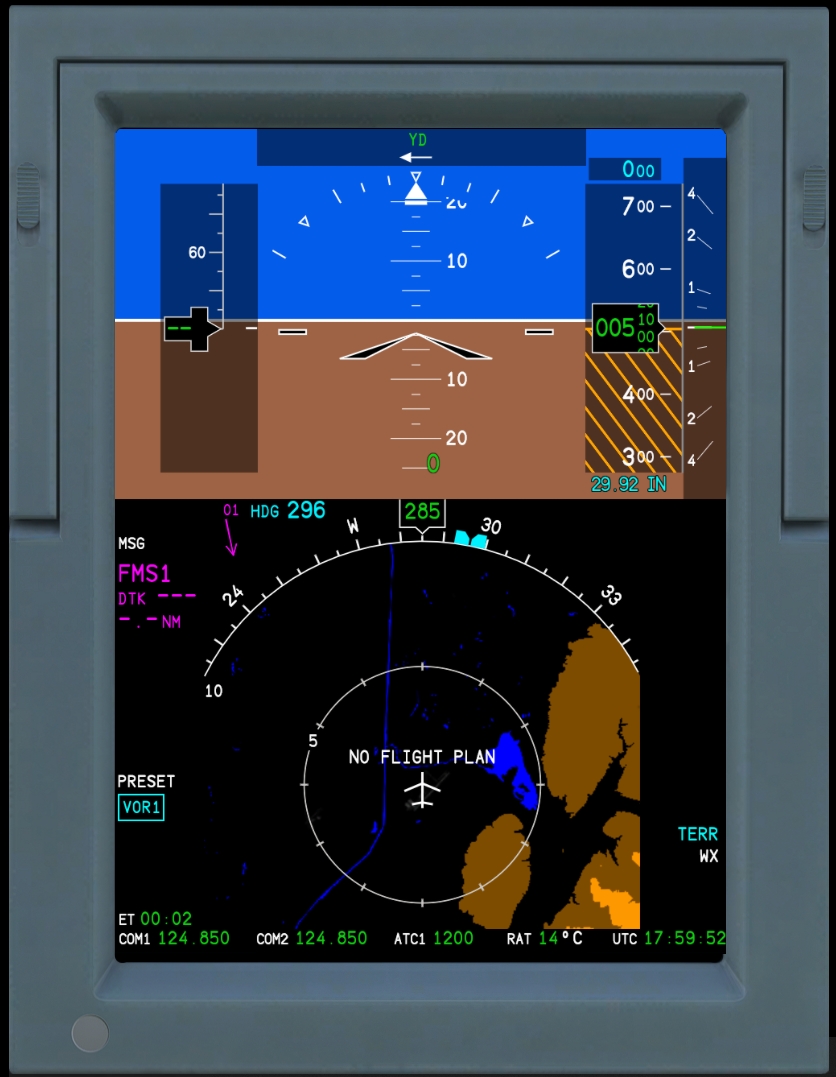 YD
000
20
4
700
2
60
10
600
1
--
005
10
00
10
400
1
20
2
300
4
0
29.92 IN
01 HDG 296
285
W
30
MSG
FMS1
DTK ---
-.- NM
24
33
10
5
NO FLIGHT PLAN
PRESET
VOR1
TERR
WX
ET 00:02
COM1 124.850 COM2 124.850 ATC1 1200 RAT 14°C UTC 17:59:52